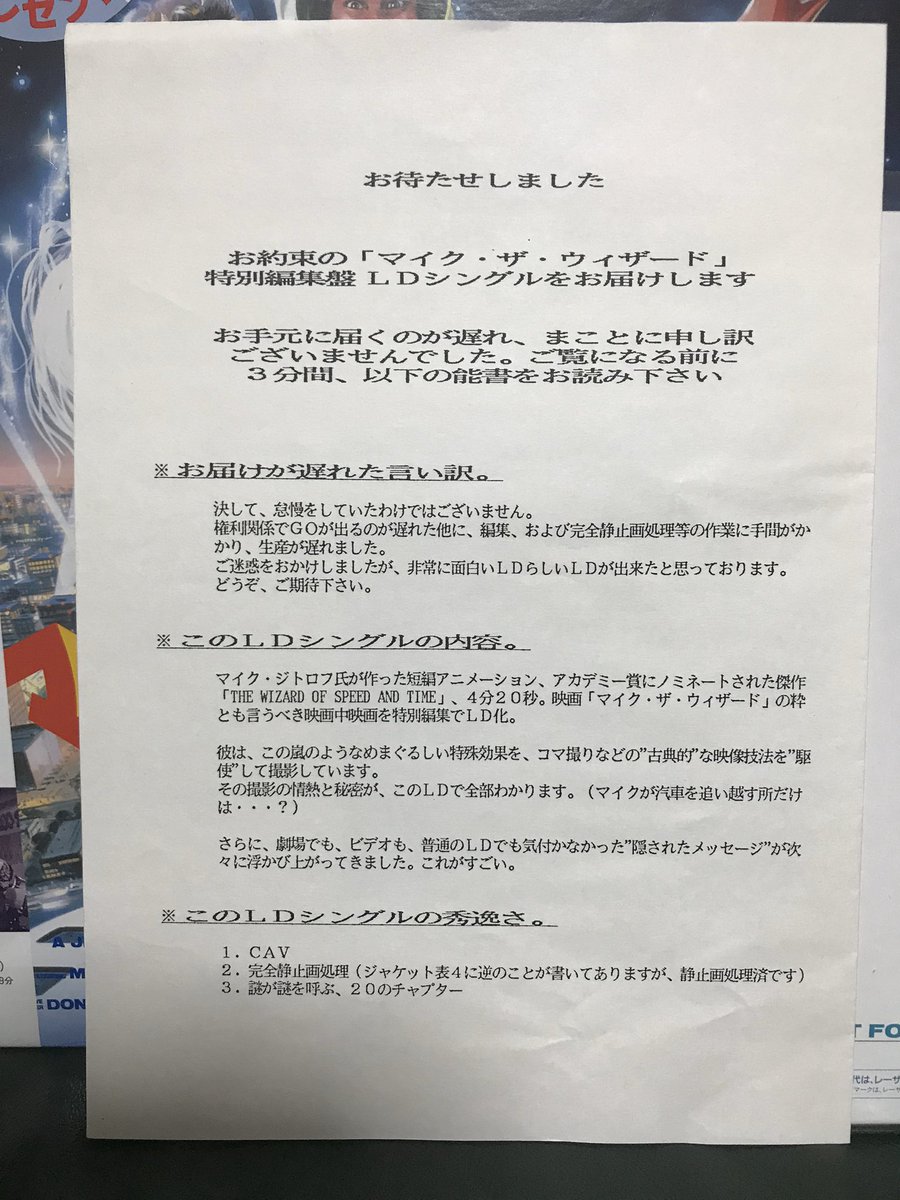 お待たせしました
お約束の「マイク・ザ・ウィザード」
特別編集盤 ＬＤシングルをお届けします
お手元に届くのが遅れ、まことに申し訳
ございませんでした。ご覧になる前に
３分間、以下の能書をお読み下さい
※ お届けが遅れた言い訳。
決して、怠慢をしていたわけではございません。
権利関係でＧＯが出るのが遅れた他に、編集、および完全静止画処理等の作業に手間がか
かり、生産が遅れました。
ご迷惑をおかけしましたが、非常に面白いＬＤらしいＬＤが出来たと思っております。
どうぞ、ご期待下さい。
※ このＬＤシングルの内容。
マイク・ジトロフ氏が作った短編アニメーション、アカデミー賞にノミネートされた傑作
「THE WIZARD OF SPEED AND TIME」、４分２０秒。映画「マイク・ザ・ウィザード」の粋
とも言うべき映画中映画を特別編集でＬＤ化。
彼は、この嵐のようなめまぐるしい特殊効果を、コマ撮りなどの”古典的”な映像技法を”駆
使”して撮影しています。
その撮影の情熱と秘密が、このＬＤで全部わかります。（マイクが汽車を追い越す所だけ
は・・・？）
さらに、劇場でも、ビデオも、普通のＬＤでも気付かなかった”隠されたメッセージ”が次
々に浮かび上がってきました。これがすごい。
※ このＬＤシングルの秀逸さ。
１．ＣＡＶ
２．完全静止画処理（ジャケット表４に逆のことが書いてありますが、静止画処理済です）
３．謎が謎を呼ぶ、２０のチャプター
A J
M
DON
T FO
代は、レーザ